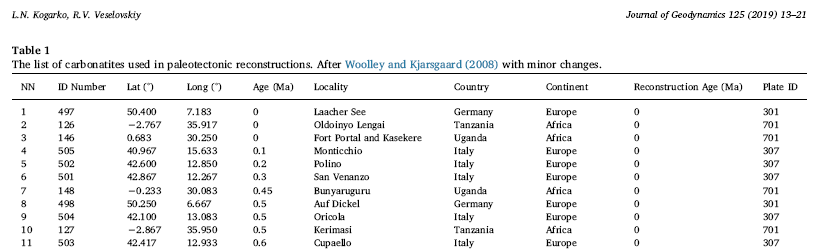 L.N. Kogarko, R.V. Veselovskiy Journal of Geodynamics 125 (2019) 13–21
Table 1
The list of carbonatites used in paleotectonic reconstructions. After Woolley and Kjarsgaard (2008) with minor changes.
NN ID Number Lat (°) Long (°) Age (Ma) Locality Country Continent Reconstruction Age (Ma) Plate ID
1 497 50.400 7.183 0 Laacher See Germany Europe 0 301
2 126 −2.767 35.917 0 Oldoinyo Lengai Tanzania Africa 0 701
3 146 0.683 30.250 0 Fort Portal and Kasekere Uganda Africa 0 701
4 505 40.967 15.633 0.1 Monticchio Italy Europe 0 307
5 502 42.600 12.850 0.2 Polino Italy Europe 0 307
6 501 42.867 12.267 0.3 San Venanzo Italy Europe 0 307
7 148 −0.233 30.083 0.45 Bunyaruguru Uganda Africa 0 701
8 498 50.250 6.667 0.5 Auf Dickel Germany Europe 0 301
9 504 42.100 13.083 0.5 Oricola Italy Europe 0 307
10 127 −2.867 35.950 0.5 Kerimasi Tanzania Africa 0 701
11 503 42.417 12.933 0.6 Cupaello Italy Europe 0 307